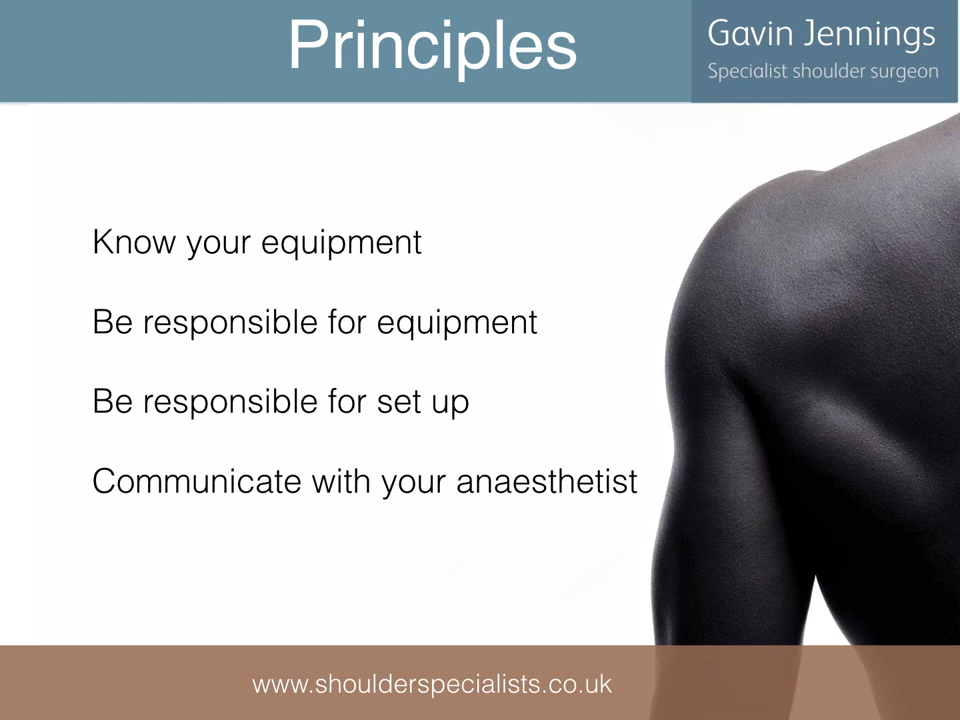 Principles
Gavin Jennings
Specialist shoulder surgeon
Know your equipment
Be responsible for equipment
Be responsible for set up
Communicate with your anaesthetist
www.shoulderspecialists.co.uk